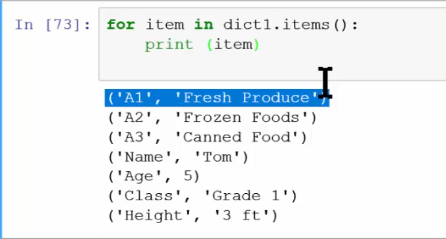 In [73]: for item in dict1.items():
print (item)
('A1', 'Fresh Produce')
('A2', 'Frozen Foods')
('A3', 'Canned Food')
('Name', 'Tom')
('Age', 5)
('Class', 'Grade 1')
('Height', '3 ft')